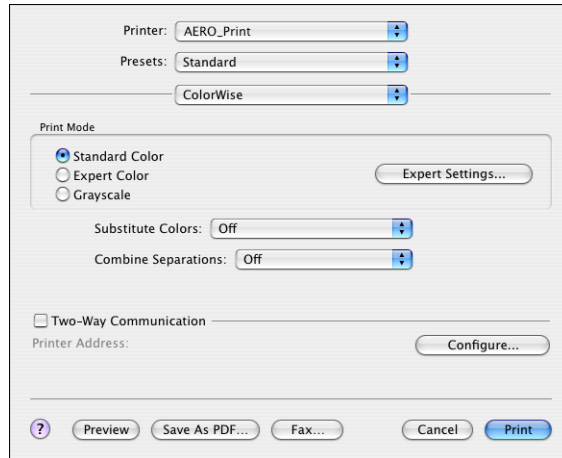 Printer: AERO_Print
Presets: Standard
ColorWise
Print Mode
Standard Color
Expert Color
Grayscale
Expert Settings...
Substitute Colors: Off
Combine Separations: Off
Two-Way Communication
Printer Address:
Configure...
? Preview Save As PDF... Fax... Cancel Print